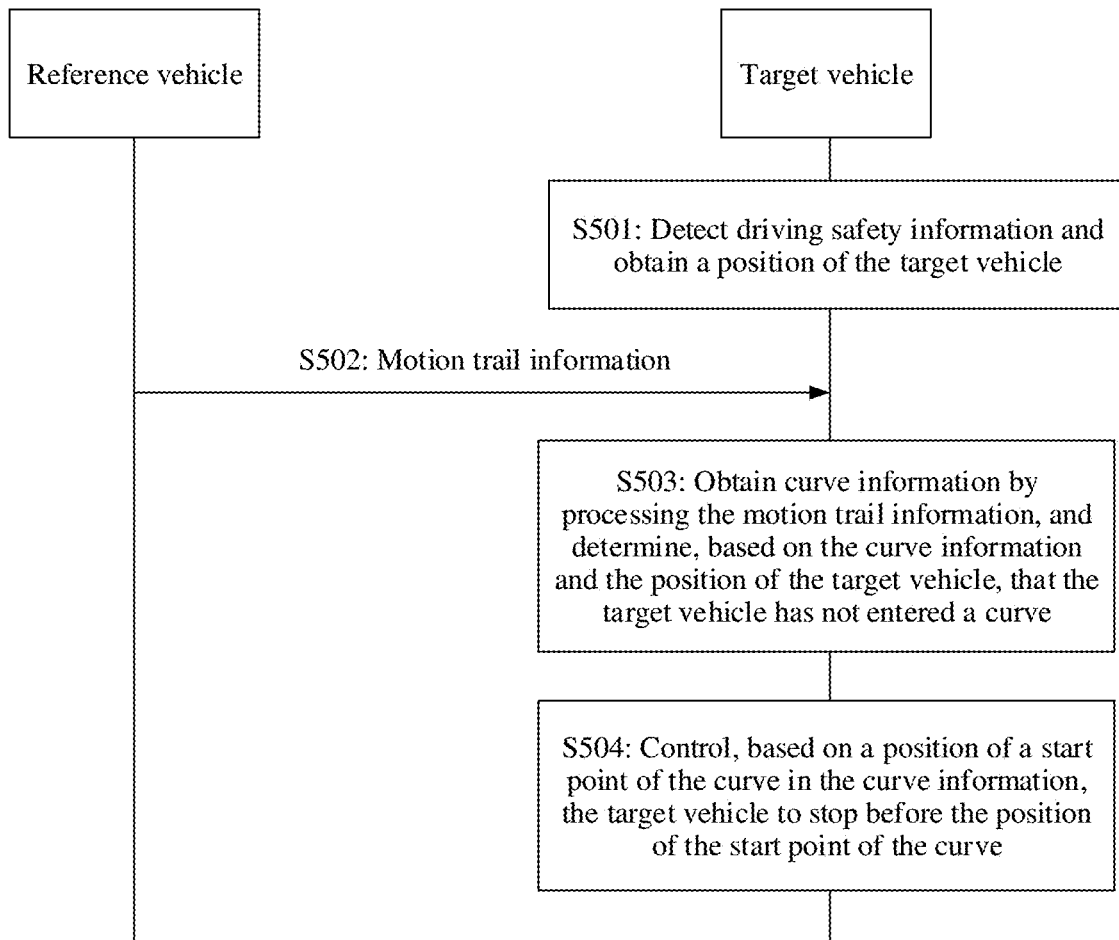 Reference vehicle
Target vehicle
S501: Detect driving safety information and
obtain a position of the target vehicle
S502: Motion trail information
S503: Obtain curve information by
processing the motion trail information, and
determine, based on the curve information
and the position of the target vehicle, that the
target vehicle has not entered a curve
S504: Control, based on a position of a start
point of the curve in the curve information,
the target vehicle to stop before the position
of the start point of the curve